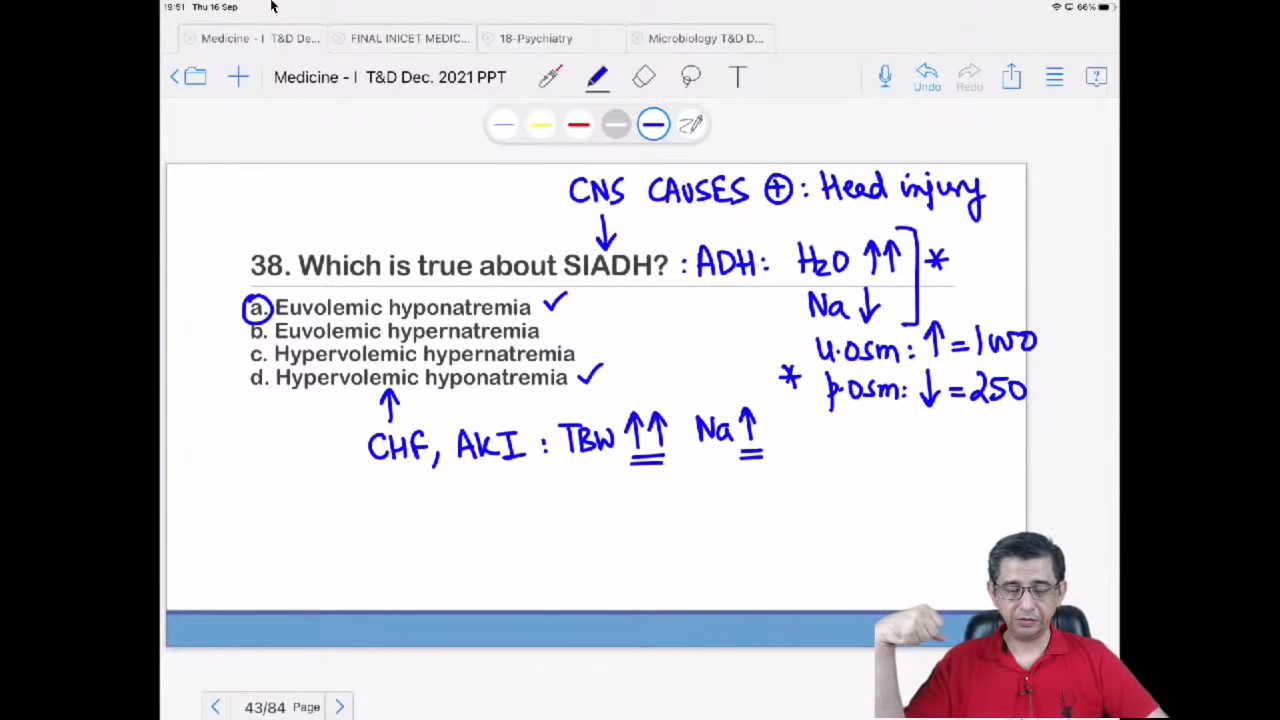 19:51 Thu 16 Sep 66%
Medicine - I T&D De... FINAL INICET MEDIC... 18-Psychiatry Microbiology T&D D...
Medicine - I T&D Dec. 2021 PPT T Undo Redo
CNS CAUSES ⊕ : Head injury
↓
38. Which is true about SIADH? : ADH : H2O ↑↑ ] *
a. Euvolemic hyponatremia ✓ Na ↓
b. Euvolemic hypernatremia
c. Hypervolemic hypernatremia U.osm : ↑ = 1000
d. Hypervolemic hyponatremia ✓ * p.osm : ↓ = 250
↑
CHF, AKI : TBW ↑↑ Na ↑
43/84 Page